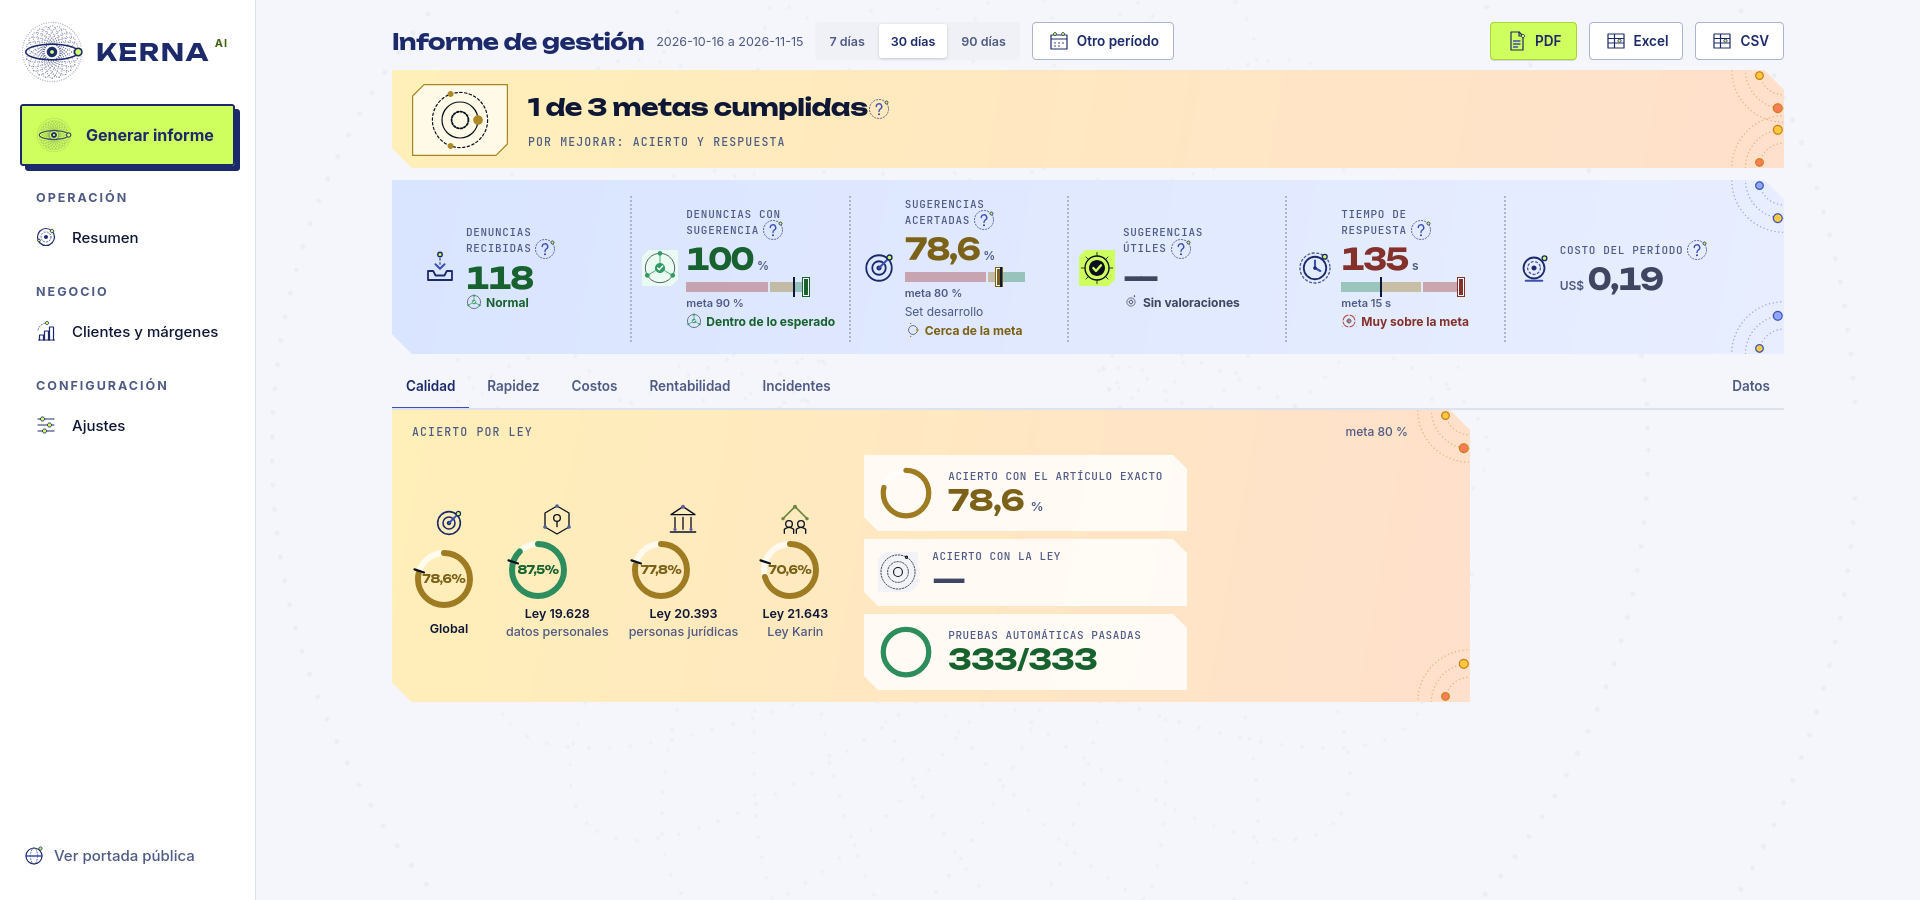 KERNA AI
Generar informe
OPERACIÓN
Resumen
NEGOCIO
Clientes y márgenes
CONFIGURACIÓN
Ajustes
Ver portada pública
Informe de gestión
2026-10-16 a 2026-11-15
7 días
30 días
90 días
Otro período
PDF
Excel
CSV
1 de 3 metas cumplidas ?
POR MEJORAR: ACIERTO Y RESPUESTA
DENUNCIAS
RECIBIDAS ?
118
Normal
DENUNCIAS CON
SUGERENCIA ?
100 %
meta 90 %
Dentro de lo esperado
SUGERENCIAS
ACERTADAS ?
78,6 %
meta 80 %
Set desarrollo
Cerca de la meta
SUGERENCIAS
ÚTILES ?
—
Sin valoraciones
TIEMPO DE
RESPUESTA ?
135 s
meta 15 s
Muy sobre la meta
COSTO DEL PERÍODO ?
US$ 0,19
Calidad
Rapidez
Costos
Rentabilidad
Incidentes
Datos
ACIERTO POR LEY
meta 80 %
78,6%
Global
87,5%
Ley 19.628
datos personales
77,8%
Ley 20.393
personas jurídicas
70,6%
Ley 21.643
Ley Karin
ACIERTO CON EL ARTÍCULO EXACTO
78,6 %
ACIERTO CON LA LEY
—
PRUEBAS AUTOMÁTICAS PASADAS
333/333